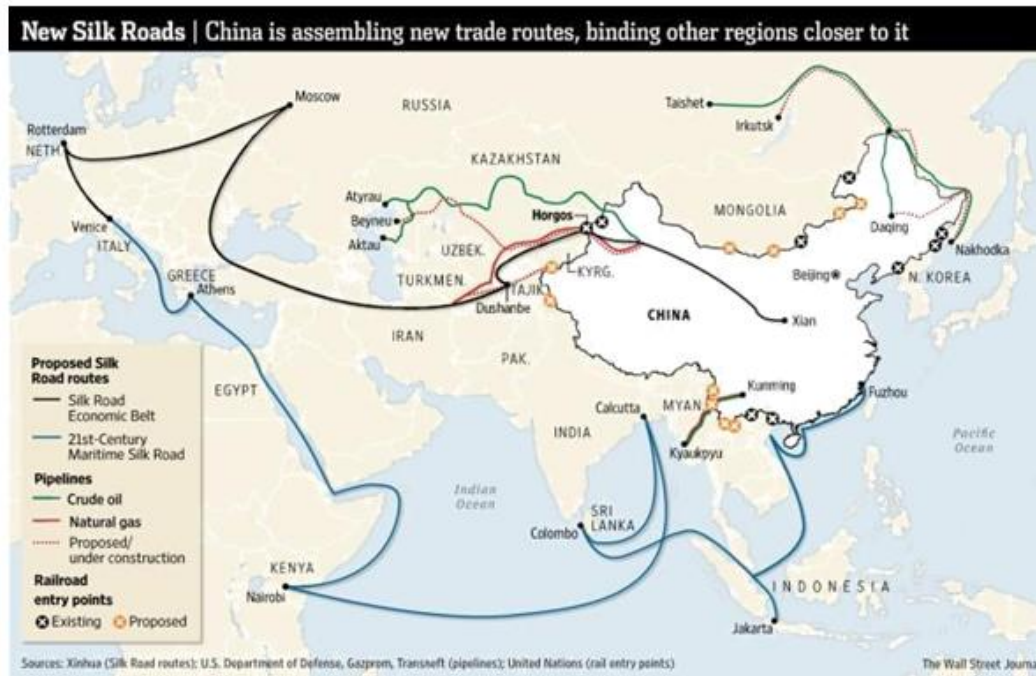 New Silk Roads | China is assembling new trade routes, binding other regions closer to it
Moscow
RUSSIA
Taishet
Irkutsk
Rotterdam
NETH.
KAZAKHSTAN
Atyrau
Beyneu
Aktau
Horgos
MONGOLIA
Daqing
Nakhodka
Venice
ITALY
UZBEK.
TURKMEN.
KYRG.
Beijing
N. KOREA
GREECE
Athens
TAJIK.
Dushanbe
CHINA
Xian
IRAN
PAK.
Proposed Silk
Road routes
Silk Road
Economic Belt
21st-Century
Maritime Silk Road
Pipelines
Crude oil
Natural gas
Proposed/
under construction
Railroad
entry points
Existing
Proposed
EGYPT
Calcutta
MYAN.
Kunming
Fuzhou
INDIA
Kyaukpyu
Pacific
Ocean
Indian
Ocean
SRI
LANKA
Colombo
KENYA
Nairobi
INDONESIA
Jakarta
Sources: Xinhua (Silk Road routes); U.S. Department of Defense, Gazprom, Transneft (pipelines); United Nations (rail entry points)
The Wall Street Journa